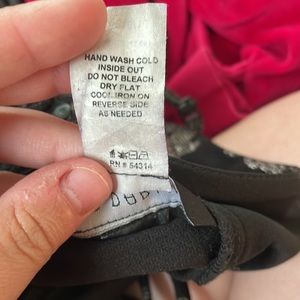 HAND WASH COLD
INSIDE OUT
DO NOT BLEACH
DRY FLAT
COOL IRON ON
REVERSE SIDE
AS NEEDED
RN # 54314